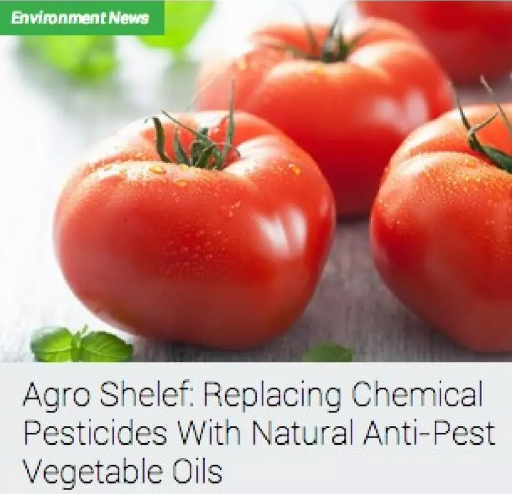 Environment News
Agro Shelef: Replacing Chemical
Pesticides With Natural Anti-Pest
Vegetable Oils